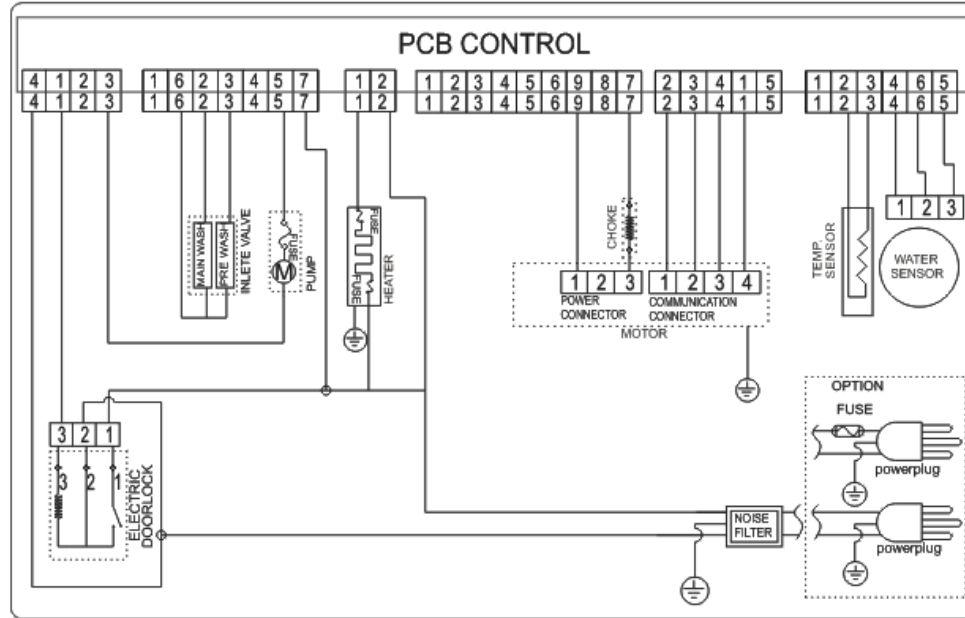 PCB CONTROL
4 1 2 3
4 1 2 3
1 6 2 3 4 5 7
1 6 2 3 4 5 7
1 2
1 2
1 2 3 4 5 6 9 8 7
1 2 3 4 5 6 9 8 7
2 3 4 1 5
2 3 4 1 5
1 2 3 4 6 5
1 2 3 4 6 5
MAIN WASH
PRE WASH
INLETE VALVE
FUSE
M
PUMP
FUSE
FUSE
HEATER
CHOKE
1 2 3
POWER
CONNECTOR
1 2 3 4
COMMUNICATION
CONNECTOR
MOTOR
TEMP.
SENSOR
1 2 3
WATER
SENSOR
3 2 1
3 2 1
ELECTRIC
DOORLOCK
NOISE
FILTER
OPTION
FUSE
powerplug
powerplug